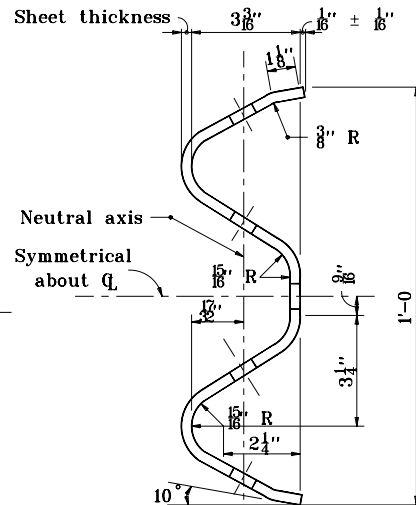 Sheet thickness
3 3/16"
1/16" ± 1/16"
1 1/8"
3/8" R
Neutral axis
Symmetrical
about ℄
15/16" R
9/16"
17/32"
1'-0
3 1/4"
15/16" R
2 1/4"
10°